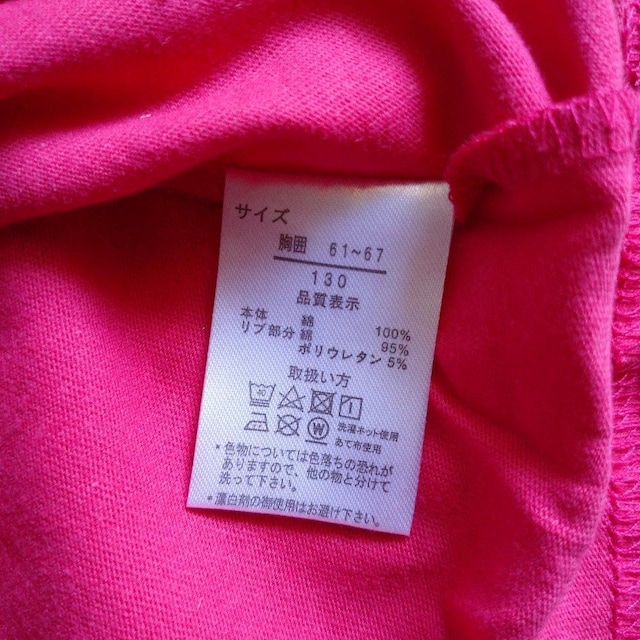 サイズ
胸囲 61~67
130
品質表示
本体 綿 100%
リブ部分 綿 95%
ポリウレタン 5%
取扱い方
40
W 洗濯ネット使用
あて布使用
*色物については色落ちの恐れが
ありますので、他の物と分けて
洗って下さい。
*漂白剤の御使用はお避け下さい。